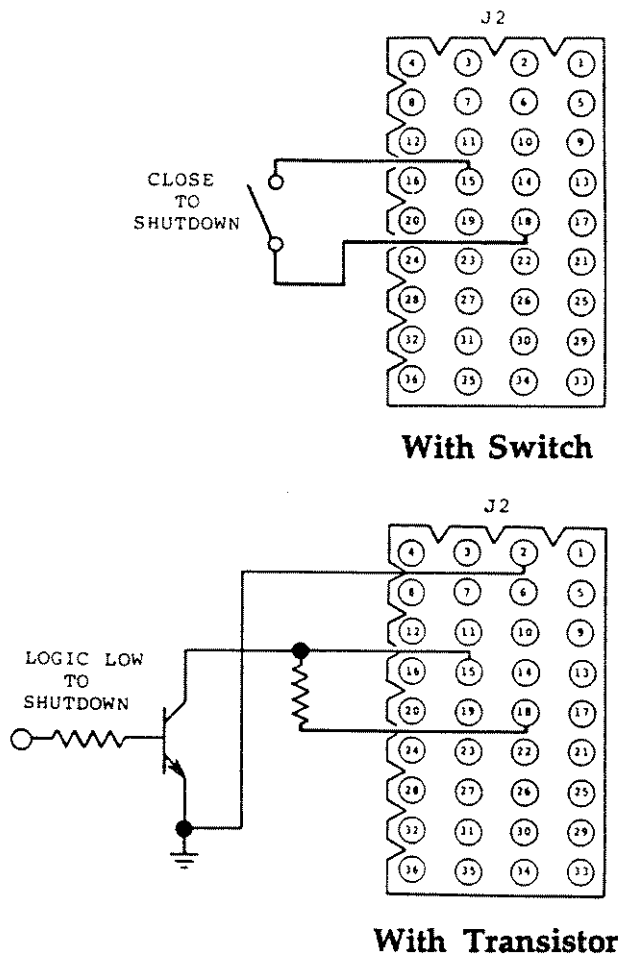 J2
4 3 2 1
8 7 6 5
12 11 10 9
CLOSE
TO
SHUTDOWN
16 15 14 13
20 19 18 17
24 23 22 21
28 27 26 25
32 31 30 29
36 35 34 33
With Switch
J2
4 3 2 1
8 7 6 5
12 11 10 9
LOGIC LOW
TO
SHUTDOWN
16 15 14 13
20 19 18 17
24 23 22 21
28 27 26 25
32 31 30 29
36 35 34 33
With Transistor